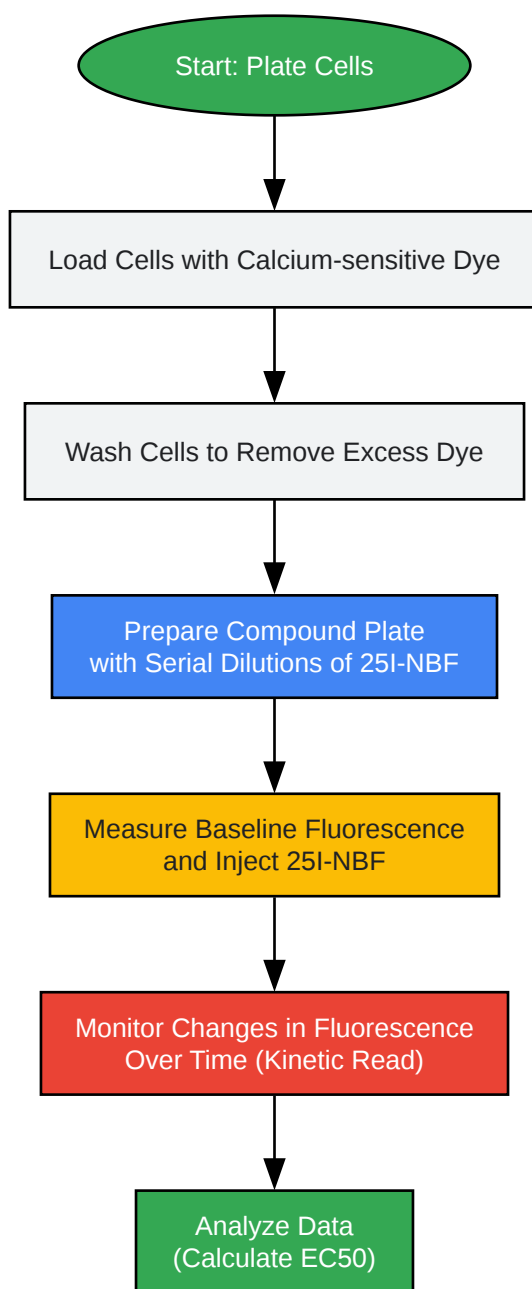 Start: Plate Cells
Load Cells with Calcium-sensitive Dye
Wash Cells to Remove Excess Dye
Prepare Compound Plate
with Serial Dilutions of 25I-NBF
Measure Baseline Fluorescence
and Inject 25I-NBF
Monitor Changes in Fluorescence
Over Time (Kinetic Read)
Analyze Data
(Calculate EC50)